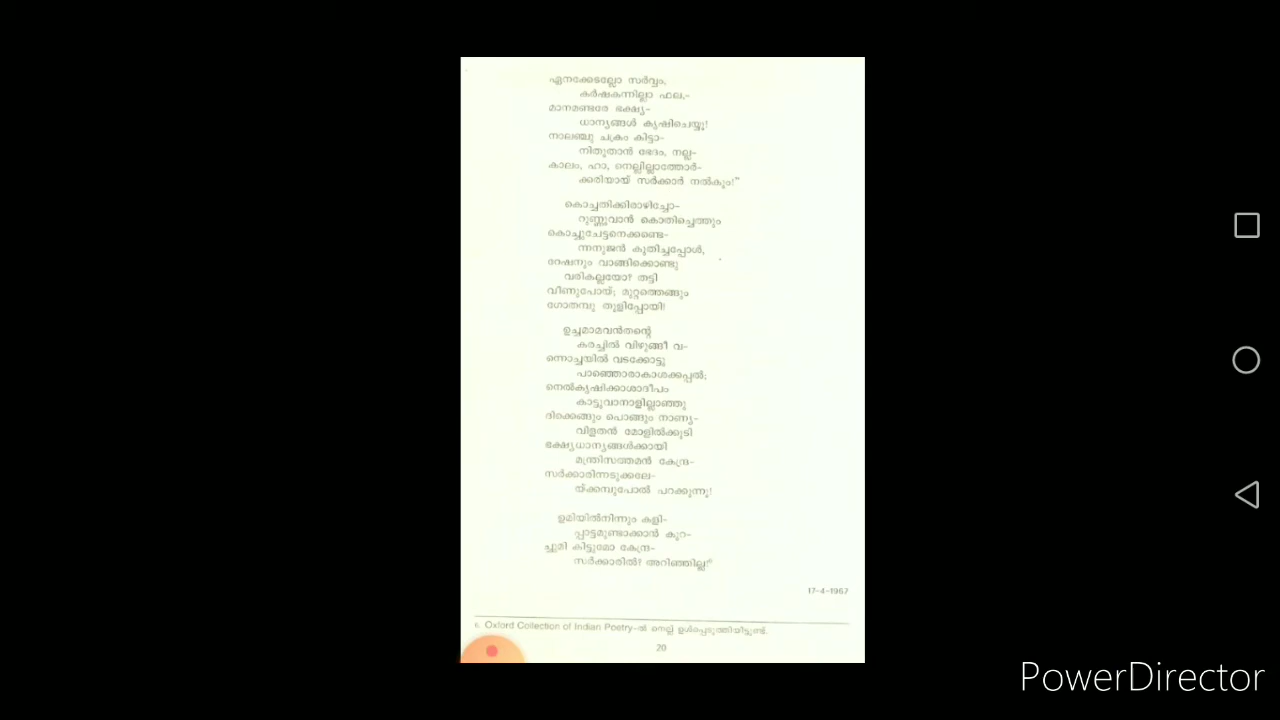 എനക്കേടല്ലോ സർവ്വം,
കർഷകന്നില്ലാ ഫല,-
മാനമണ്ടരേ ഭക്ഷ്യ-
ധാന്യങ്ങൾ കൃഷിചെയ്യൂ!
നാലഞ്ചു ചക്രം കിട്ടാ-
നിതുതാൻ ഭേദം, നല്ല-
കാലം, ഹാ, നെല്ലില്ലാത്തോർ-
ക്കരിയായ് സർക്കാർ നൽകും!"
കൊച്ചതിക്കിരാഴിച്ചോ-
റുണ്ണുവാൻ കൊതിച്ചെത്തും
കൊച്ചുചേട്ടനെക്കണ്ടെ-
ന്നനുജൻ കുതിച്ചപ്പോൾ,
റേഷനും വാങ്ങിക്കൊണ്ടു
വരികല്ലയോ? തട്ടി
വീണുപോയ്; മുറ്റത്തെങ്ങും
ഗോതമ്പു തൂളിപ്പോയി!
ഉച്ചമാമവൻതന്റെ
കരച്ചിൽ വിഴുങ്ങീ വ-
ന്നൊച്ചയിൽ വടക്കോട്ടു
പാഞ്ഞൊരാകാശക്കപ്പൽ;
നെൽകൃഷിക്കാശാദീപം
കാട്ടുവാനാളില്ലാഞ്ഞു
ദിക്കെങ്ങും പൊങ്ങും നാണ്യ-
വിളതൻ മോളിൽക്കൂടി
ഭക്ഷ്യധാന്യങ്ങൾക്കായി
മന്ത്രിസത്തമൻ കേന്ദ്ര-
സർക്കാരിന്നടുക്കലേ-
യ്ക്കമ്പുപോൽ പറക്കുന്നു!
ഉമിയിൽനിന്നും കളി-
പ്പാട്ടമുണ്ടാക്കാൻ കുറ-
ച്ചുമി കിട്ടുമോ കേന്ദ്ര-
സർക്കാരിൽ? അറിഞ്ഞില്ല!⁶
17-4-1967
6. Oxford Collection of Indian Poetry-ൽ നെല്ല് ഉൾപ്പെടുത്തിയിട്ടുണ്ട്.
20
PowerDirector